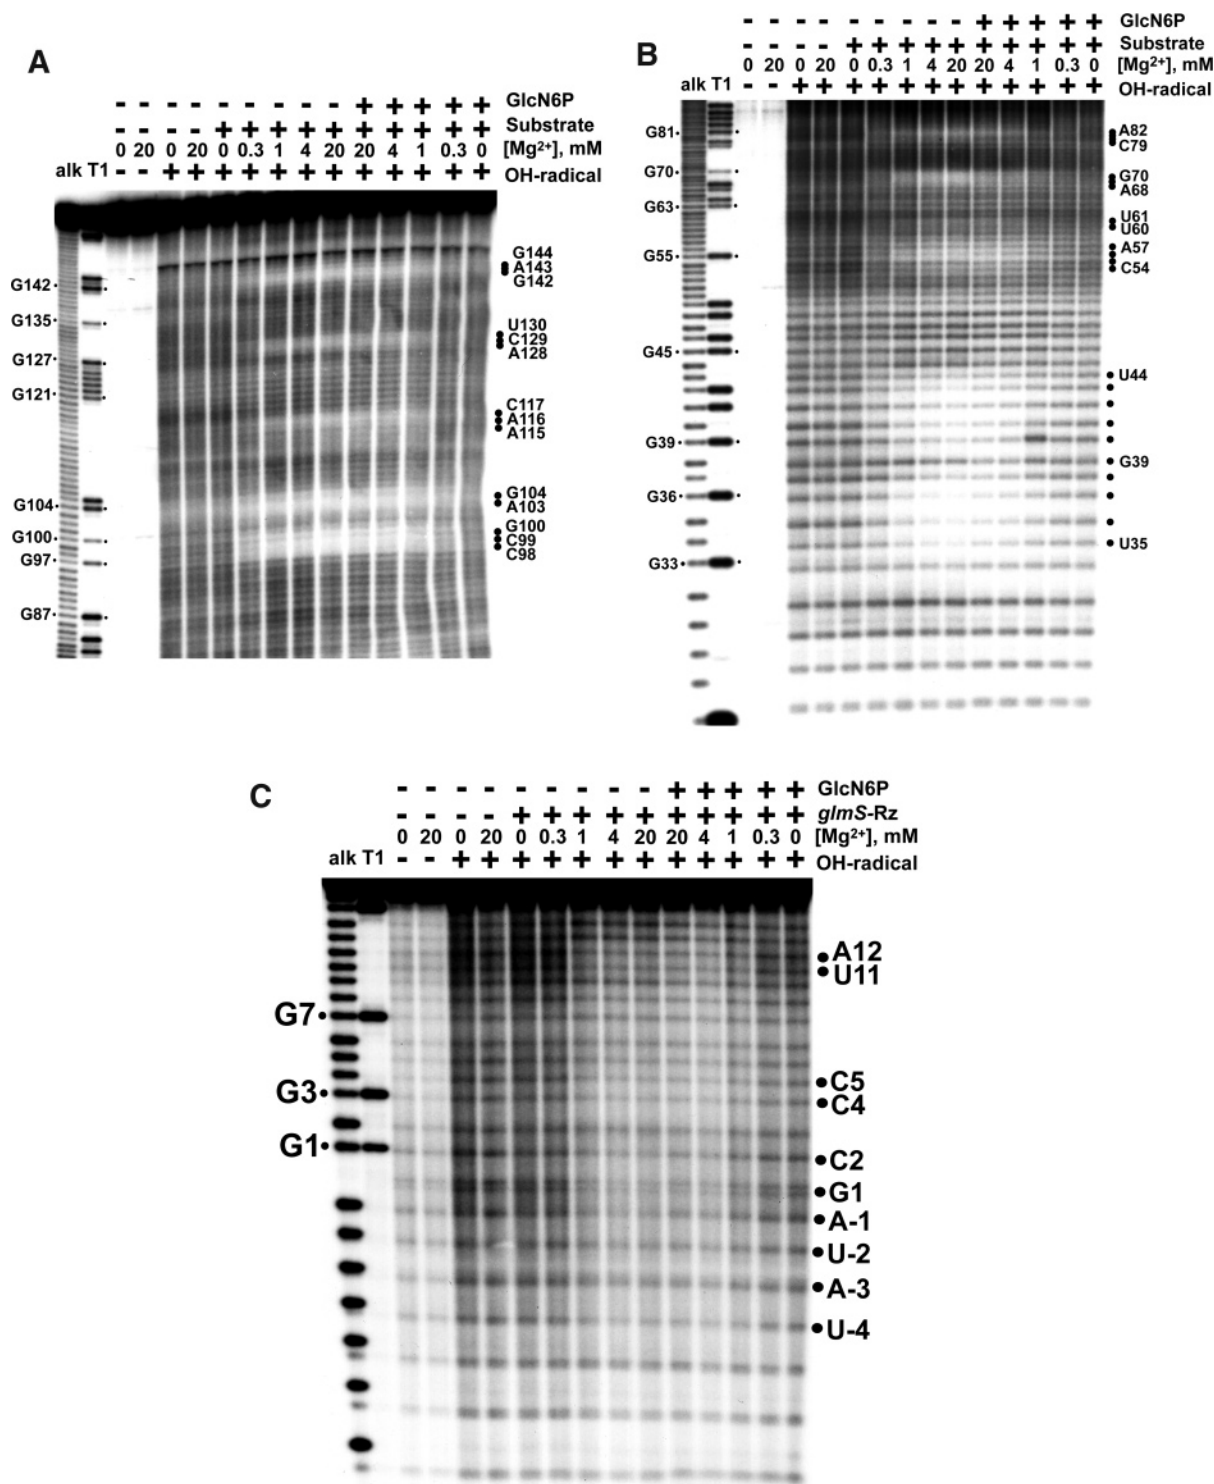 A
- - - - - - - - - + + + + + GlcN6P
- - - - + + + + + + + + + + Substrate
0 20 0 20 0 0.3 1 4 20 20 4 1 0.3 0 [Mg²⁺], mM
alk T1 - - + + + + + + + + + + + + OH-radical
G142
G135
G127
G121
G104
G100
G97
G87
G144
A143
G142
U130
C129
A128
C117
A116
A115
G104
A103
G100
C99
C98
B
- - - - - - - - - + + + + + GlcN6P
- - - - + + + + + + + + + + Substrate
0 20 0 20 0 0.3 1 4 20 20 4 1 0.3 0 [Mg²⁺], mM
alk T1 - - + + + + + + + + + + + + OH-radical
G81
G70
G63
G55
G45
G39
G36
G33
A82
C79
G70
A68
U61
U60
A57
C54
U44
G39
U35
C
- - - - - - - - - + + + + + GlcN6P
- - - - + + + + + + + + + + glmS-Rz
0 20 0 20 0 0.3 1 4 20 20 4 1 0.3 0 [Mg²⁺], mM
alk T1 - - + + + + + + + + + + + + OH-radical
G7
G3
G1
A12
U11
C5
C4
C2
G1
A-1
U-2
A-3
U-4